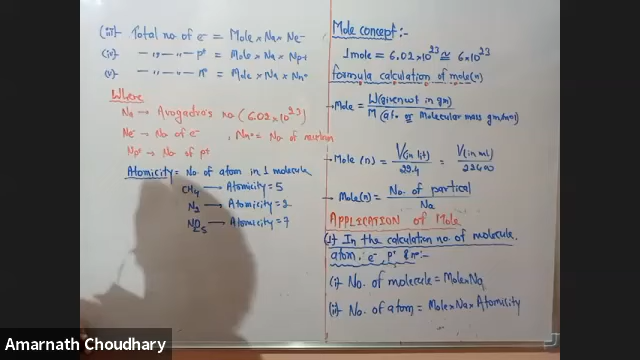 (iii) Total no. of e⁻ = Mole × Na × Ne⁻
(iv) — " — " — p⁺ = Mole × Na × Np⁺
(v) — " — " — n° = Mole × Na × Nn°
Where
Na → Avogadro's no (6.02 × 10²³)
Ne⁻ → No of e⁻, Nn° = No of neutron
Np⁺ → No of p⁺
Atomicity = No. of atom in 1 molecule
CH₄ → Atomicity = 5
N₂ → Atomicity = 2
N₂O₅ → Atomicity = 7
Mole concept :-
1 mole = 6.02 × 10²³ ≅ 6 × 10²³
formula calculation of mole(n)
→ Mole = W(given wt in gm)
M (at. or Molecular mass gm/mol)
→ Mole (n) = V(in lit) / 22.4 = V(in ml) / 22400
→ Mole(n) = No. of partical / Na
APPLICATION of Mole
(1) In the calculation no. of molecule,
atom, e⁻, p⁺ & n° :-
(i) No. of molecule = Mole × Na
(ii) No. of atom = Mole × Na × Atomicity
Amarnath Choudhary